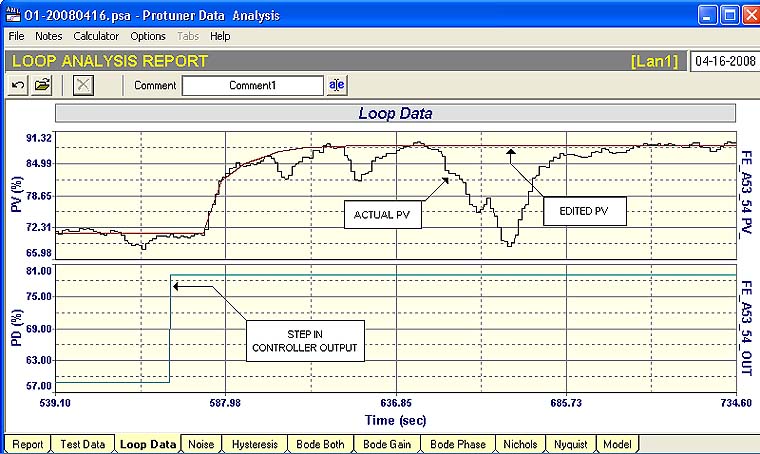 01-20080416.psa - Protuner Data Analysis
File Notes Calculator Options Tabs Help
LOOP ANALYSIS REPORT [Lan1] 04-16-2008
Comment Comment1 a|e
Loop Data
91.32
84.98
78.65
72.34
65.98
PV (%)
ACTUAL PV
EDITED PV
FE_A53_54_PV_
81.00
75.00
69.00
63.00
57.00
PD (%)
STEP IN
CONTROLLER OUTPUT
FE_A53_54_OUT
539.10 587.98 636.85 685.73 734.60
Time (sec)
Report Test Data Loop Data Noise Hysteresis Bode Both Bode Gain Bode Phase Nichols Nyquist Model